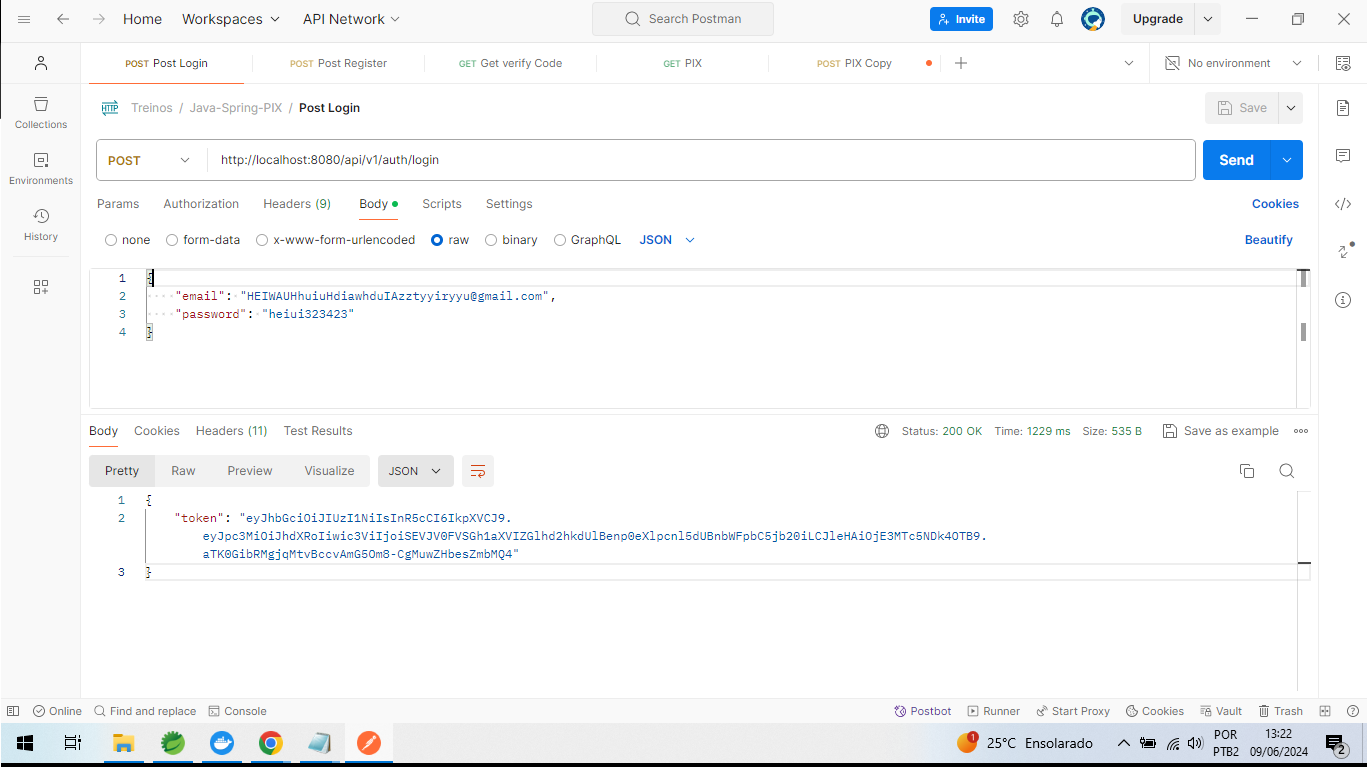 Home Workspaces API Network Search Postman Invite Upgrade
POST Post Login POST Post Register GET Get verify Code GET PIX POST PIX Copy No environment
Collections
Environments
History
HTTP Treinos / Java-Spring-PIX / Post Login Save
POST http://localhost:8080/api/v1/auth/login Send
Params Authorization Headers (9) Body Scripts Settings Cookies
none form-data x-www-form-urlencoded raw binary GraphQL JSON Beautify
1 {
2 "email": "HEIWAUHhuiuHdiawhduIAzztyyiryyu@gmail.com",
3 "password": "heiui323423"
4 }
Body Cookies Headers (11) Test Results Status: 200 OK Time: 1229 ms Size: 535 B Save as example
Pretty Raw Preview Visualize JSON
1 {
2 "token": "eyJhbGciOiJIUzI1NiIsInR5cCI6IkpXVCJ9.
eyJpc3MiOiJhdXRoIiwic3ViIjoiSEVJV0FVSGh1aXVIZGlhd2hkdUlBenp0eXlpcnl5dUBnbWFpbC5jb20iLCJleHAiOjE3MTc5NDk4OTB9.
aTK0GibRMgjqMtvBccvAmG5Om8-CgMuwZHbesZmbMQ4"
3 }
Online Find and replace Console Postbot Runner Start Proxy Cookies Vault Trash
1 25°C Ensolarado POR 13:22
PTB2 09/06/2024 2